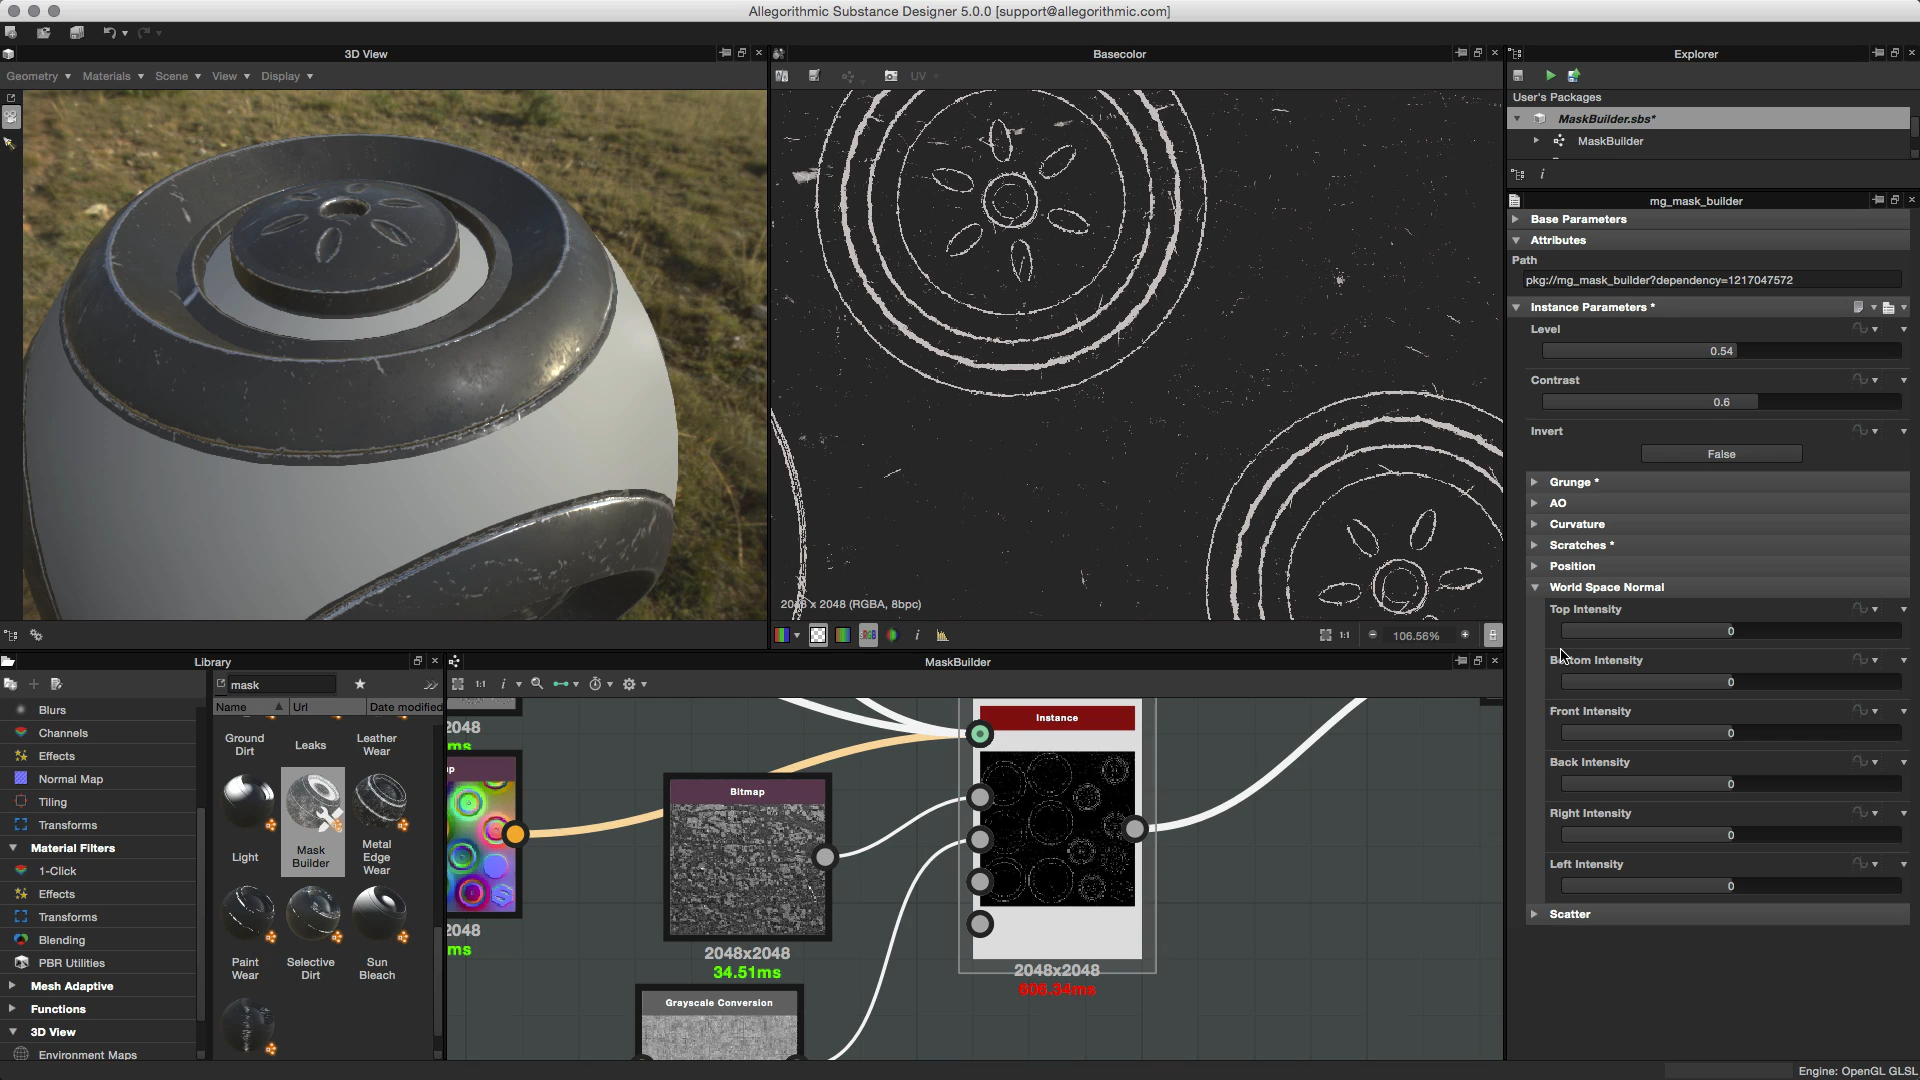 Allegorithmic Substance Designer 5.0.0 [support@allegorithmic.com]
3D View
Geometry Materials Scene View Display
Basecolor
UV
2048 x 2048 (RGBA, 8bpc)
RGB
i
1:1
106.56%
Explorer
User's Packages
MaskBuilder.sbs*
MaskBuilder
i
mg_mask_builder
Base Parameters
Attributes
Path
pkg://mg_mask_builder?dependency=1217047572
Instance Parameters *
Level
0.54
Contrast
0.6
Invert
False
Grunge *
AO
Curvature
Scratches *
Position
World Space Normal
Top Intensity
0
Bottom Intensity
0
Front Intensity
0
Back Intensity
0
Right Intensity
0
Left Intensity
0
Scatter
Library
mask
Name Url Date modified
Blurs
Channels
Effects
Normal Map
Tiling
Transforms
Material Filters
1-Click
Effects
Transforms
Blending
PBR Utilities
Mesh Adaptive
Functions
3D View
Environment Maps
Ground Dirt
Leaks
Leather Wear
Light
Mask Builder
Metal Edge Wear
Paint Wear
Selective Dirt
Sun Bleach
MaskBuilder
1:1 i
2048
ms
p
2048
ms
Bitmap
2048x2048
34.51ms
Grayscale Conversion
Instance
2048x2048
Engine: OpenGL GLSL